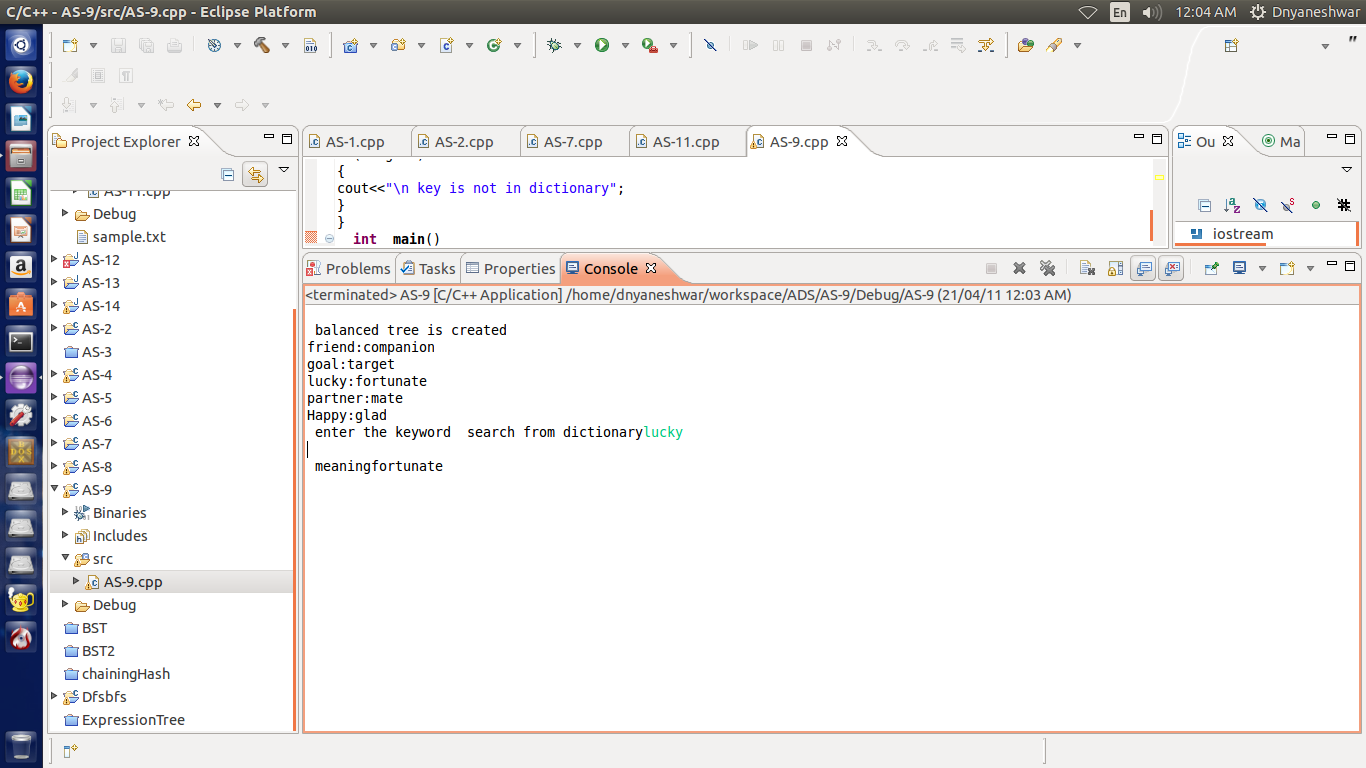 C/C++ - AS-9/src/AS-9.cpp - Eclipse Platform
En
12:04 AM
Dnyaneshwar
Project Explorer
AS-1.cpp
AS-2.cpp
AS-7.cpp
AS-11.cpp
AS-9.cpp
Ou
Ma
{
cout<<"\n key is not in dictionary";
}
}
int main()
iostream
AS-11.cpp
Debug
sample.txt
AS-12
AS-13
AS-14
AS-2
AS-3
AS-4
AS-5
AS-6
AS-7
AS-8
AS-9
Binaries
Includes
src
AS-9.cpp
Debug
BST
BST2
chainingHash
Dfsbfs
ExpressionTree
Problems
Tasks
Properties
Console
<terminated> AS-9 [C/C++ Application] /home/dnyaneshwar/workspace/ADS/AS-9/Debug/AS-9 (21/04/11 12:03 AM)
balanced tree is created
friend:companion
goal:target
lucky:fortunate
partner:mate
Happy:glad
enter the keyword  search from dictionarylucky
meaningfortunate